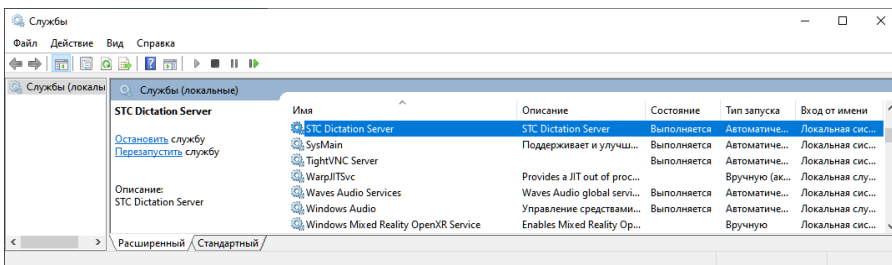 Службы
Файл Действие Вид Справка
Службы (локалы
Службы (локальные)
STC Dictation Server
Остановить службу
Перезапустить службу
Описание:
STC Dictation Server
Имя Описание Состояние Тип запуска Вход от имени
STC Dictation Server STC Dictation Server Выполняется Автоматиче... Локальная сис...
SysMain Поддерживает и улучш... Выполняется Автоматиче... Локальная сис...
TightVNC Server Выполняется Автоматиче... Локальная сис...
WarpJITSvc Provides a JIT out of proc... Вручную (ак... Локальная слу...
Waves Audio Services Waves Audio global servi... Выполняется Автоматиче... Локальная сис...
Windows Audio Управление средствами... Выполняется Автоматиче... Локальная слу...
Windows Mixed Reality OpenXR Service Enables Mixed Reality Op... Вручную Локальная сис...
Расширенный Стандартный